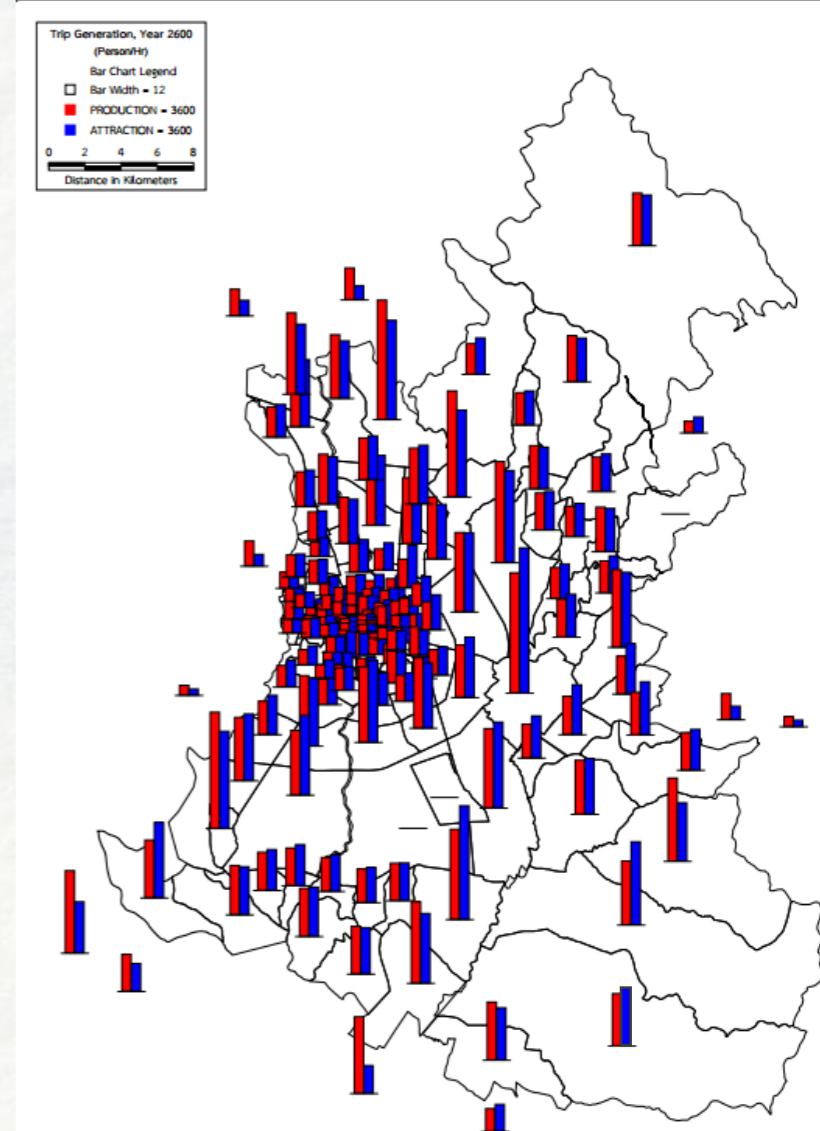 Trip Generation, Year 2600
(Person/Hr)
Bar Chart Legend
Bar Width = 12
PRODUCTION = 3600
ATTRACTION = 3600
0 2 4 6 8
Distance in Kilometers